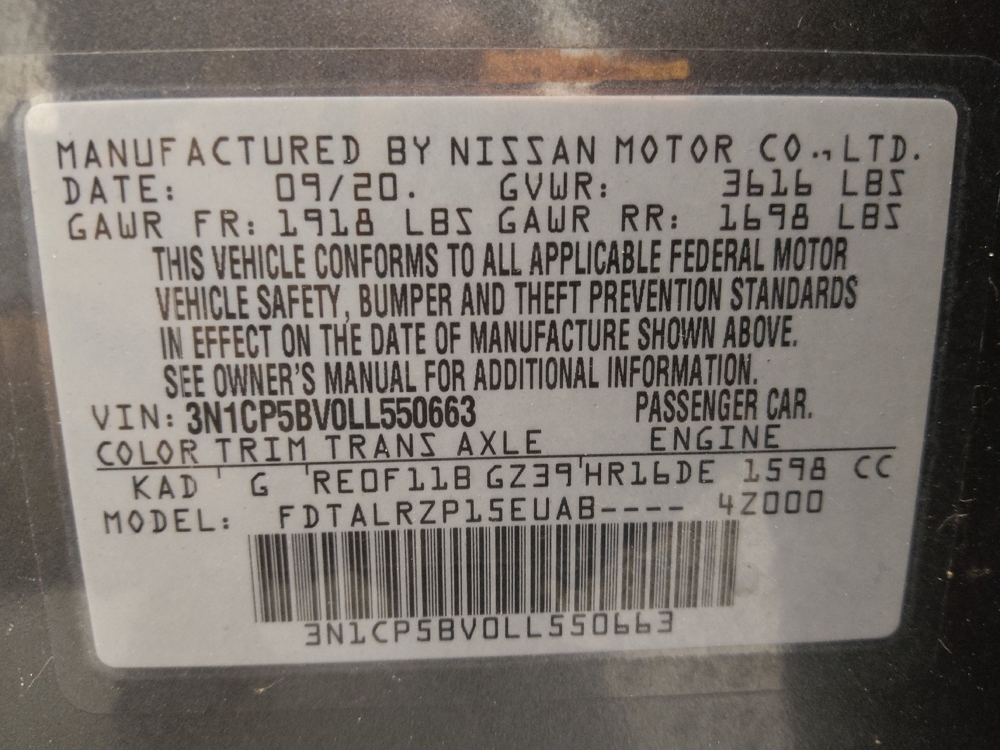 MANUFACTURED BY NISSAN MOTOR CO.,LTD.
DATE: 09/20. GVWR: 3616 LBS
GAWR FR: 1918 LBS GAWR RR: 1698 LBS
THIS VEHICLE CONFORMS TO ALL APPLICABLE FEDERAL MOTOR
VEHICLE SAFETY, BUMPER AND THEFT PREVENTION STANDARDS
IN EFFECT ON THE DATE OF MANUFACTURE SHOWN ABOVE.
SEE OWNER'S MANUAL FOR ADDITIONAL INFORMATION.
VIN: 3N1CP5BV0LL550663 PASSENGER CAR.
COLOR TRIM TRANS AXLE ENGINE
KAD G RE0F11B GZ39 HR16DE 1598 CC
MODEL: FDTALRZP15EUAB---- 4Z000
3N1CP5BV0LL550663